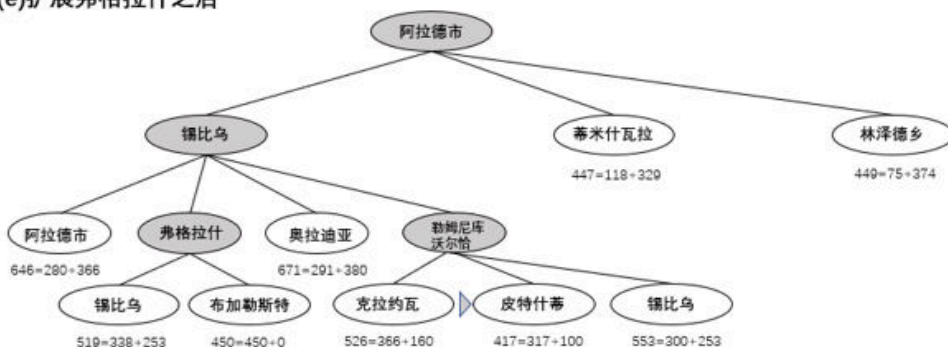 (e)扩展弗格拉什之后
阿拉德市
锡比乌
蒂米什瓦拉
林泽德乡
447=118+329
449=75+374
阿拉德市
弗格拉什
奥拉迪亚
勒姆尼库
沃尔恰
646=280+366
671=291+380
锡比乌
布加勒斯特
克拉约瓦
皮特什蒂
锡比乌
519=338+253
450=450+0
526=366+160
417=317+100
553=300+253